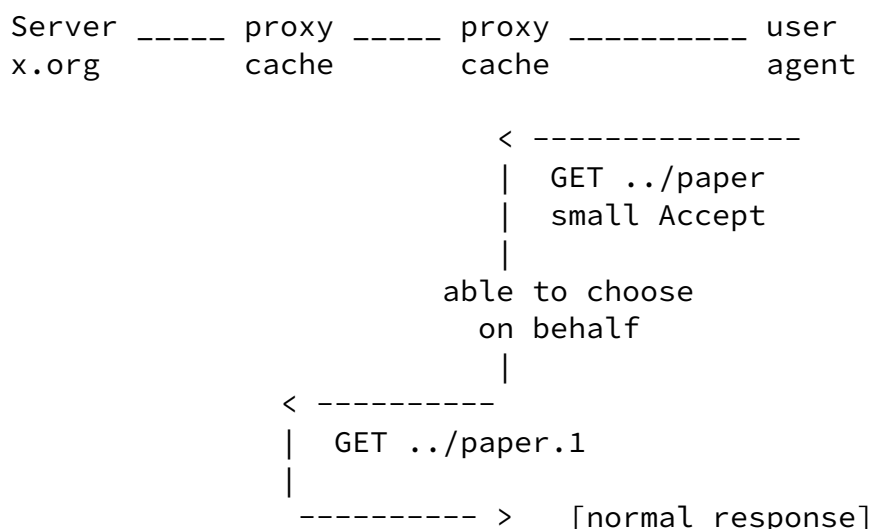 Server _____ proxy _____ proxy __________ user
x.org        cache       cache            agent
< ---------------
|   GET ../paper
|   small Accept
|
able to choose
on behalf
|
< ----------
|   GET ../paper.1
|
---------- >   [normal response]